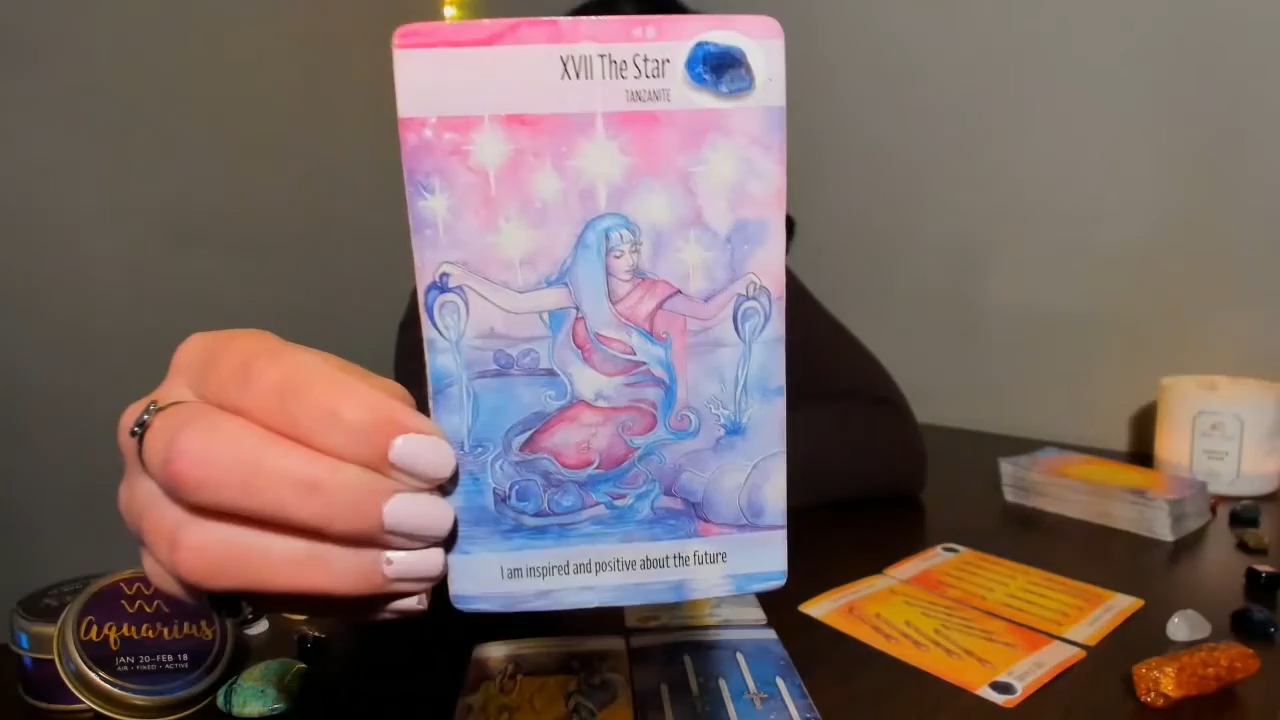 XVII The Star
TANZANITE
I am inspired and positive about the future
Aquarius
JAN 20–FEB 18
AIR • FIXED • ACTIVE